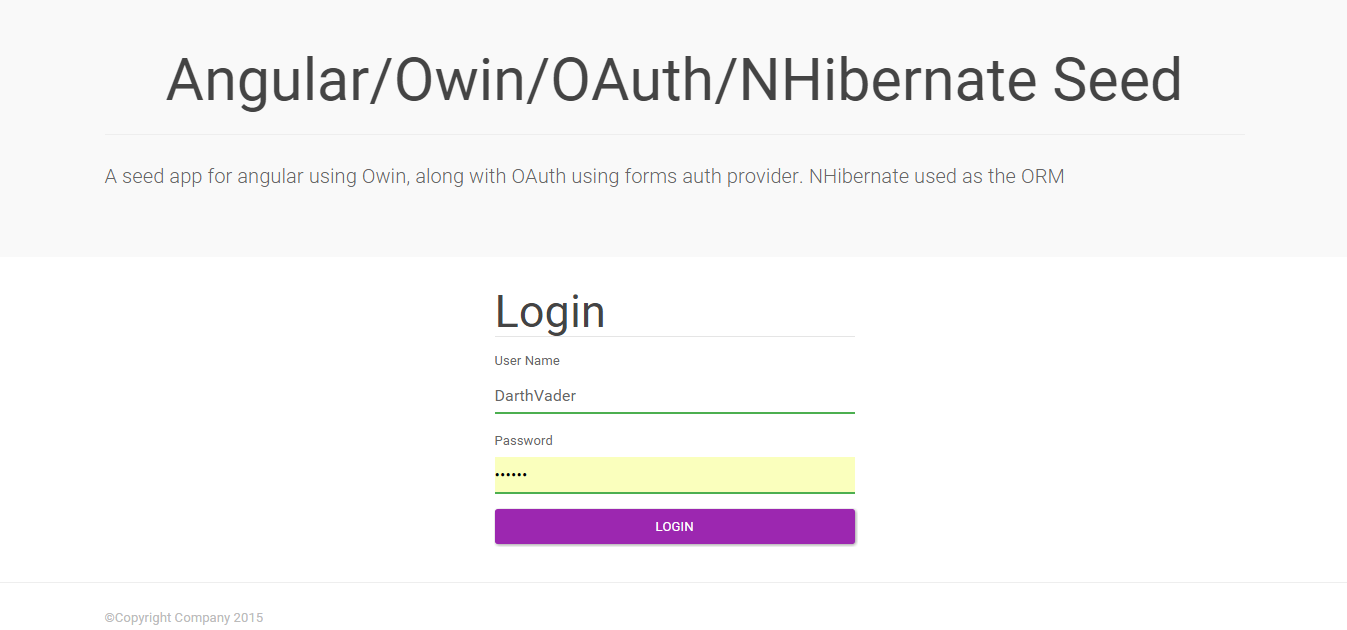 Angular/Owin/OAuth/NHibernate Seed
A seed app for angular using Owin, along with OAuth using forms auth provider. NHibernate used as the ORM
Login
User Name
DarthVader
Password
••••••
LOGIN
©Copyright Company 2015